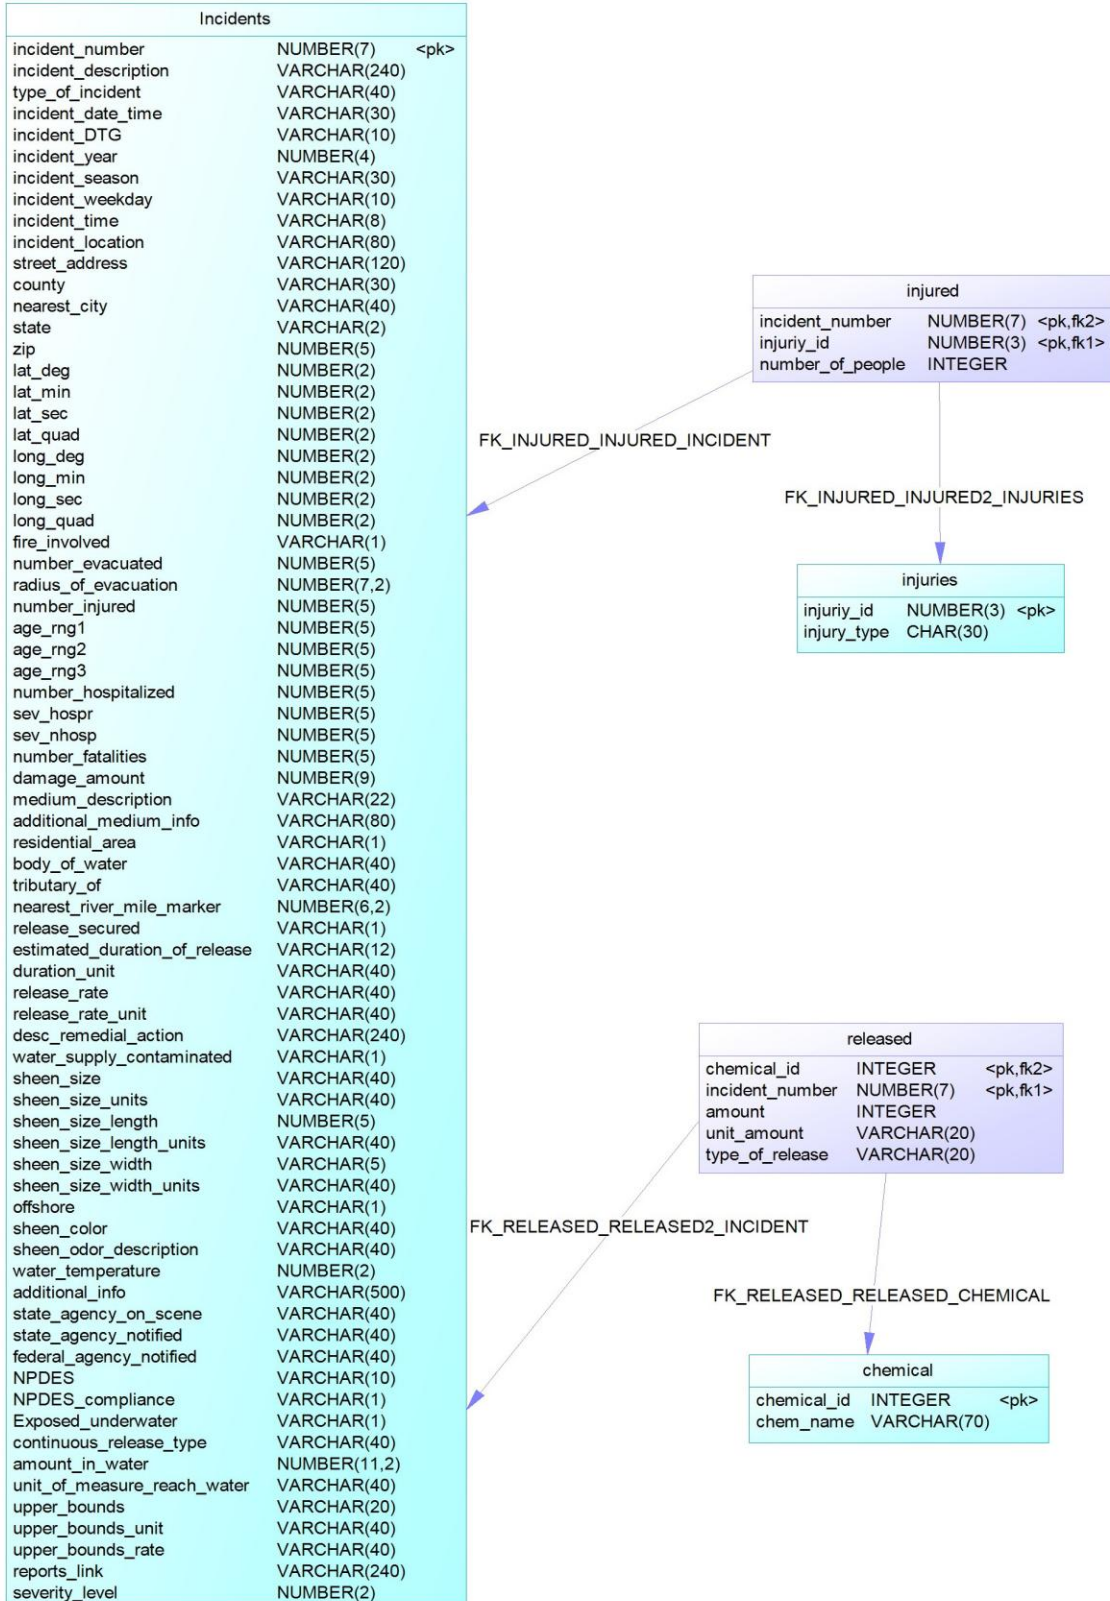 Incidents
incident_number NUMBER(7) <pk>
incident_description VARCHAR(240)
type_of_incident VARCHAR(40)
incident_date_time VARCHAR(30)
incident_DTG VARCHAR(10)
incident_year NUMBER(4)
incident_season VARCHAR(30)
incident_weekday VARCHAR(10)
incident_time VARCHAR(8)
incident_location VARCHAR(80)
street_address VARCHAR(120)
county VARCHAR(30)
nearest_city VARCHAR(40)
state VARCHAR(2)
zip NUMBER(5)
lat_deg NUMBER(2)
lat_min NUMBER(2)
lat_sec NUMBER(2)
lat_quad NUMBER(2)
long_deg NUMBER(2)
long_min NUMBER(2)
long_sec NUMBER(2)
long_quad NUMBER(2)
fire_involved VARCHAR(1)
number_evacuated NUMBER(5)
radius_of_evacuation NUMBER(7,2)
number_injured NUMBER(5)
age_rng1 NUMBER(5)
age_rng2 NUMBER(5)
age_rng3 NUMBER(5)
number_hospitalized NUMBER(5)
sev_hospr NUMBER(5)
sev_nhosp NUMBER(5)
number_fatalities NUMBER(5)
damage_amount NUMBER(9)
medium_description VARCHAR(22)
additional_medium_info VARCHAR(80)
residential_area VARCHAR(1)
body_of_water VARCHAR(40)
tributary_of VARCHAR(40)
nearest_river_mile_marker NUMBER(6,2)
release_secured VARCHAR(1)
estimated_duration_of_release VARCHAR(12)
duration_unit VARCHAR(40)
release_rate VARCHAR(40)
release_rate_unit VARCHAR(40)
desc_remedial_action VARCHAR(240)
water_supply_contaminated VARCHAR(1)
sheen_size VARCHAR(40)
sheen_size_units VARCHAR(40)
sheen_size_length NUMBER(5)
sheen_size_length_units VARCHAR(40)
sheen_size_width VARCHAR(5)
sheen_size_width_units VARCHAR(40)
offshore VARCHAR(1)
sheen_color VARCHAR(40)
sheen_odor_description VARCHAR(40)
water_temperature NUMBER(2)
additional_info VARCHAR(500)
state_agency_on_scene VARCHAR(40)
state_agency_notified VARCHAR(40)
federal_agency_notified VARCHAR(40)
NPDES VARCHAR(10)
NPDES_compliance VARCHAR(1)
Exposed_underwater VARCHAR(1)
continuous_release_type VARCHAR(40)
amount_in_water NUMBER(11,2)
unit_of_measure_reach_water VARCHAR(40)
upper_bounds VARCHAR(20)
upper_bounds_unit VARCHAR(40)
upper_bounds_rate VARCHAR(40)
reports_link VARCHAR(240)
severity_level NUMBER(2)
injured
incident_number NUMBER(7) <pk,fk2>
injuriy_id NUMBER(3) <pk,fk1>
number_of_people INTEGER
FK_INJURED_INJURED_INCIDENT
FK_INJURED_INJURED2_INJURIES
injuries
injuriy_id NUMBER(3) <pk>
injury_type CHAR(30)
released
chemical_id INTEGER <pk,fk2>
incident_number NUMBER(7) <pk,fk1>
amount INTEGER
unit_amount VARCHAR(20)
type_of_release VARCHAR(20)
FK_RELEASED_RELEASED2_INCIDENT
FK_RELEASED_RELEASED_CHEMICAL
chemical
chemical_id INTEGER <pk>
chem_name VARCHAR(70)